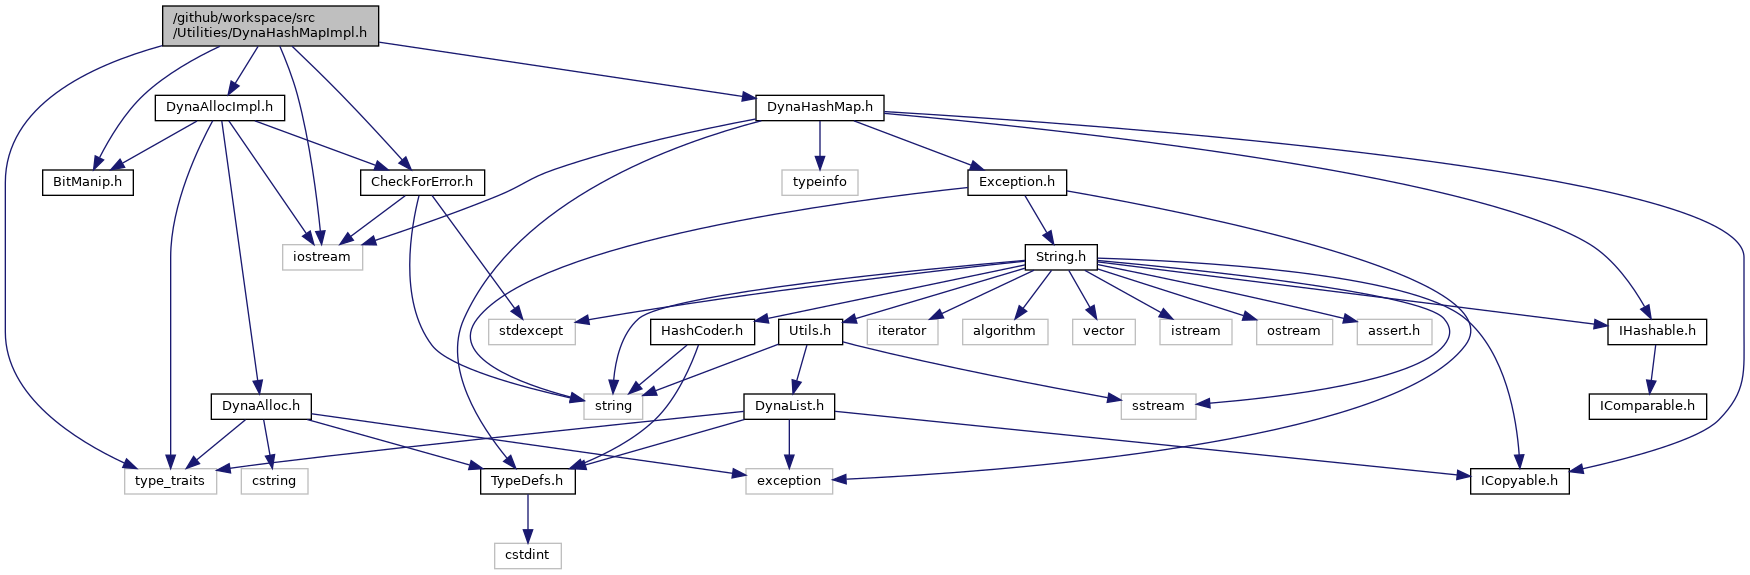 /github/workspace/src
/Utilities/DynaHashMapImpl.h
DynaAllocImpl.h
DynaHashMap.h
BitManip.h
CheckForError.h
typeinfo
Exception.h
iostream
String.h
stdexcept
HashCoder.h
Utils.h
iterator
algorithm
vector
istream
ostream
assert.h
IHashable.h
DynaAlloc.h
string
DynaList.h
sstream
IComparable.h
type_traits
cstring
TypeDefs.h
exception
ICopyable.h
cstdint